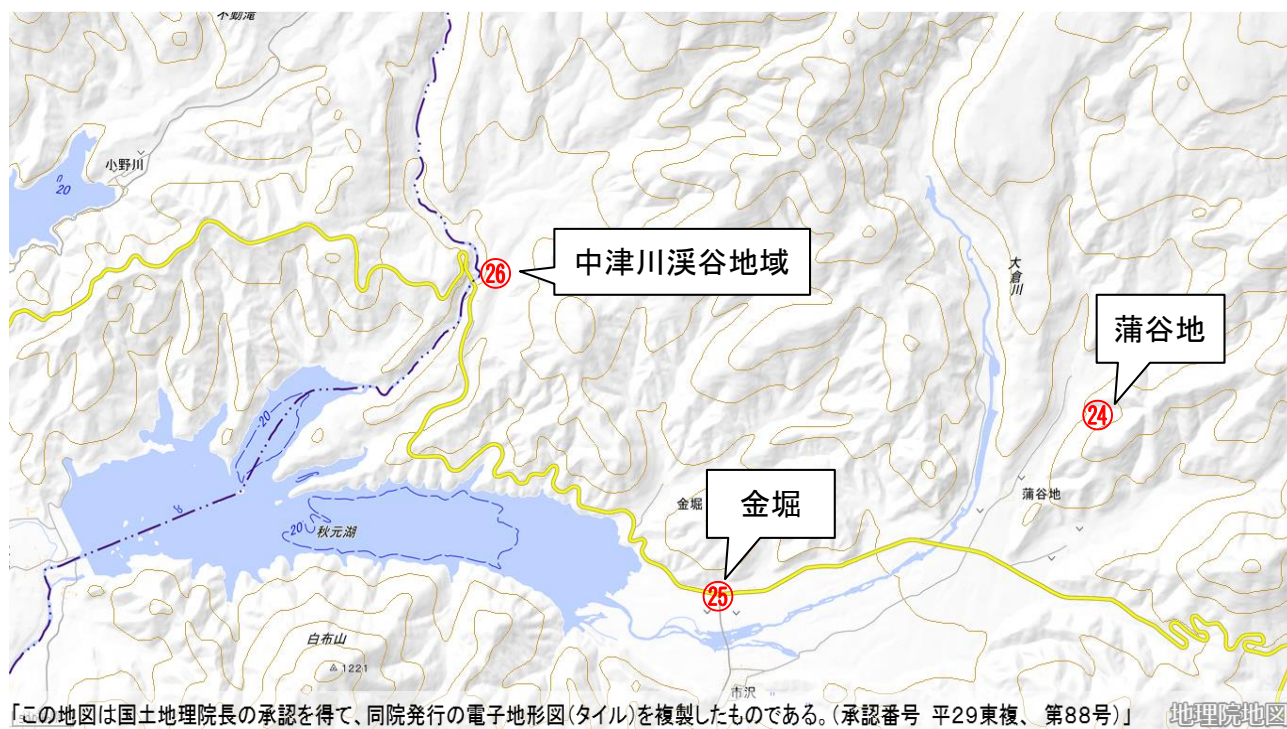 不動滝
小野川
20
㉖
中津川渓谷地域
大倉川
蒲谷地
㉔
20
金堀
金堀
蒲谷地
20
秋元湖
㉕
白布山
1221
市沢
「この地図は国土地理院長の承認を得て、同院発行の電子地形図(タイル)を複製したものである。(承認番号 平29東複、 第88号)」
地理院地図